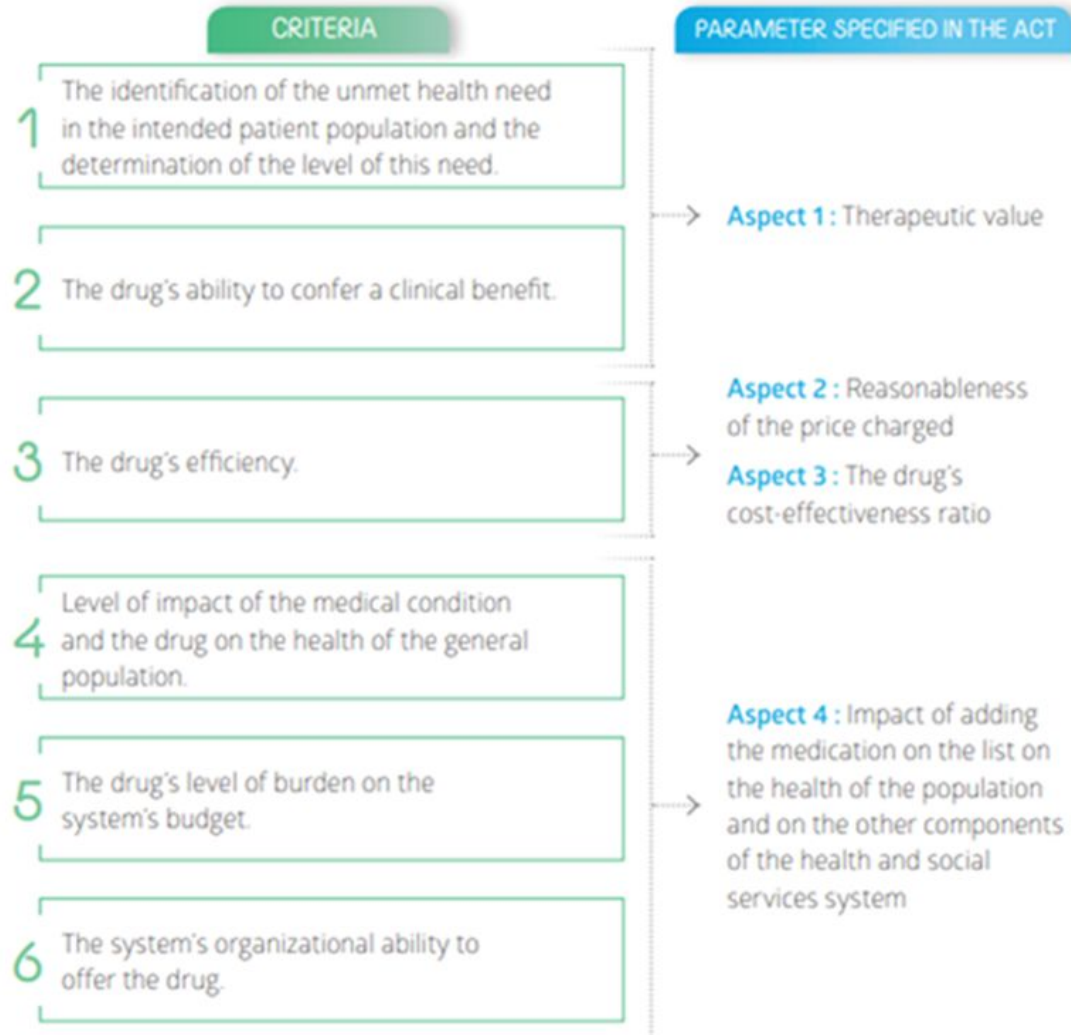 CRITERIA
PARAMETER SPECIFIED IN THE ACT
1
The identification of the unmet health need
in the intended patient population and the
determination of the level of this need.
2
The drug's ability to confer a clinical benefit.
Aspect 1 : Therapeutic value
3
The drug's efficiency.
Aspect 2 : Reasonableness
of the price charged
Aspect 3 : The drug's
cost-effectiveness ratio
4
Level of impact of the medical condition
and the drug on the health of the general
population.
5
The drug's level of burden on the
system's budget.
6
The system's organizational ability to
offer the drug.
Aspect 4 : Impact of adding
the medication on the list on
the health of the population
and on the other components
of the health and social
services system